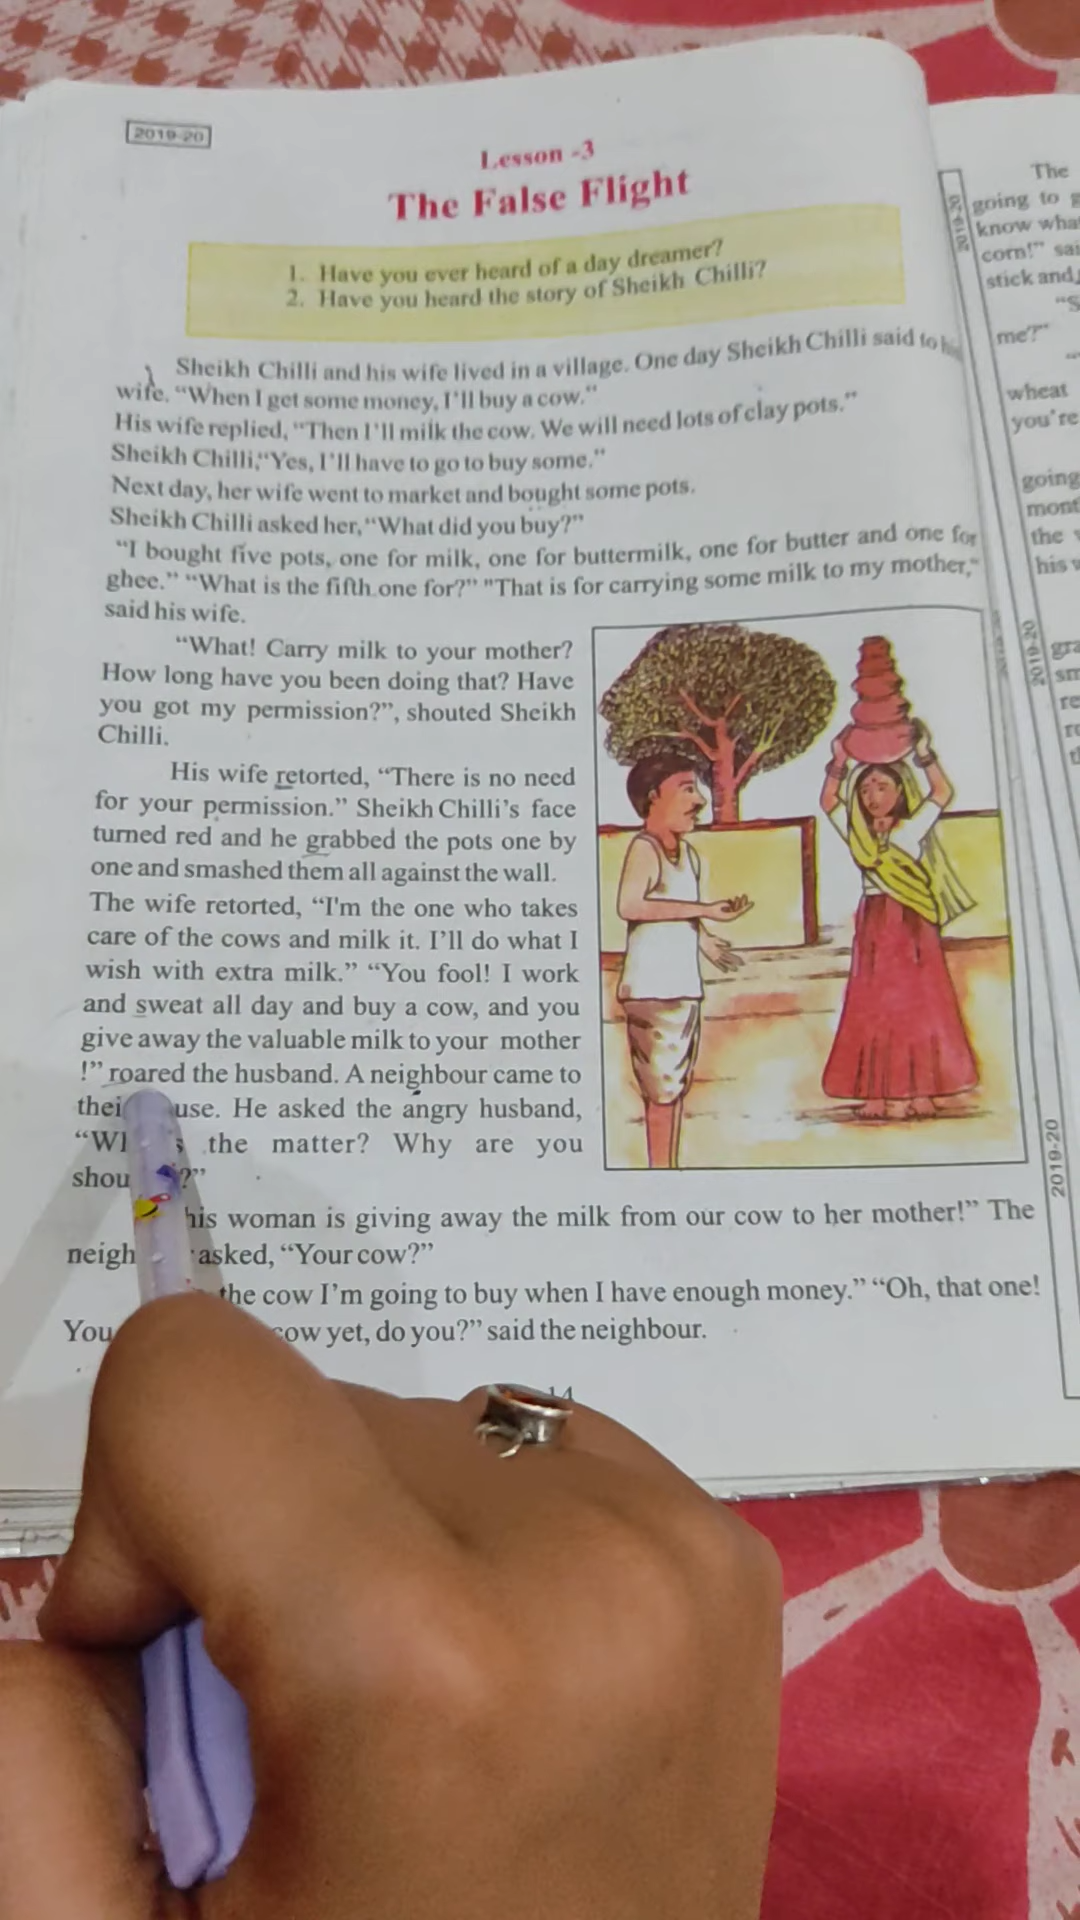 2019-20
Lesson -3
The False Flight
1. Have you ever heard of a day dreamer?
2. Have you heard the story of Sheikh Chilli?
Sheikh Chilli and his wife lived in a village. One day Sheikh Chilli said to
wife, "When I get some money, I'll buy a cow."
His wife replied, "Then I'll milk the cow. We will need lots of clay pots."
Sheikh Chilli,"Yes, I'll have to go to buy some."
Next day, her wife went to market and bought some pots.
Sheikh Chilli asked her, "What did you buy?"
"I bought five pots, one for milk, one for buttermilk, one for butter and one for
ghee." "What is the fifth one for?" "That is for carrying some milk to my mother,"
said his wife.
"What! Carry milk to your mother?
How long have you been doing that? Have
you got my permission?", shouted Sheikh
Chilli.
His wife retorted, "There is no need
for your permission." Sheikh Chilli's face
turned red and he grabbed the pots one by
one and smashed them all against the wall.
The wife retorted, "I'm the one who takes
care of the cows and milk it. I'll do what I
wish with extra milk." "You fool! I work
and sweat all day and buy a cow, and you
give away the valuable milk to your mother
!" roared the husband. A neighbour came to
use. He asked the angry husband,
the matter? Why are you
?"
his woman is giving away the milk from our cow to her mother!" The
neigh asked, "Your cow?"
the cow I'm going to buy when I have enough money." "Oh, that one!
You cow yet, do you?" said the neighbour.
14
2019-20
The
going to
know wha
corn!" sai
stick and
"S
me?"
wheat
you're
going
mont
the
his
2019-20
gra
sm
re
2019-20